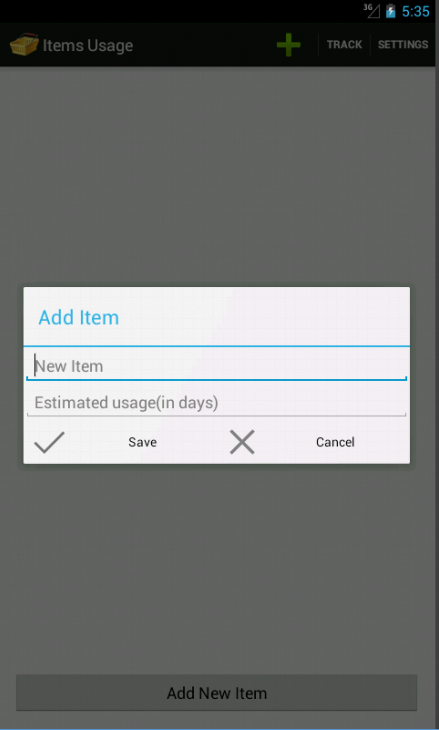 3G 5:35
Items Usage TRACK SETTINGS
Add Item
New Item
Estimated usage(in days)
Save Cancel
Add New Item